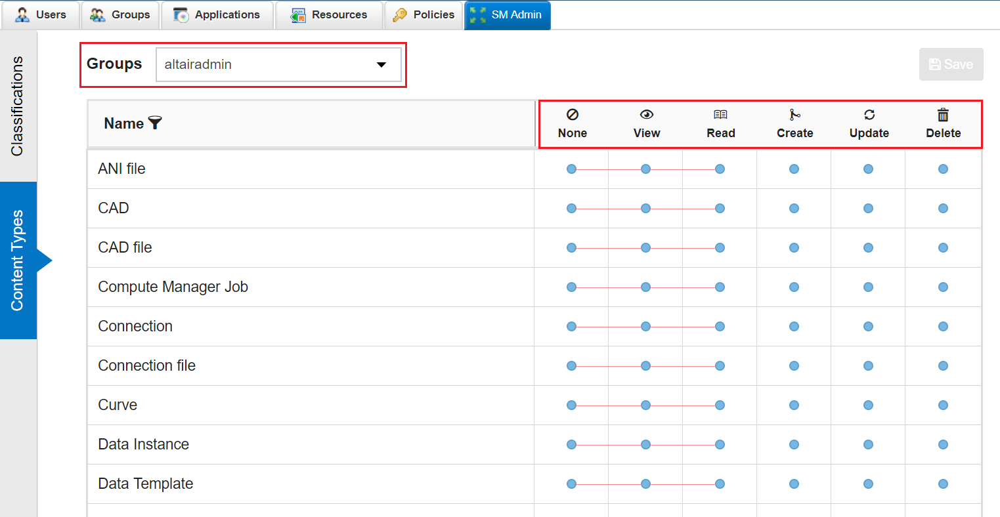 Users Groups Applications Resources Policies SM Admin
Classifications
Content Types
Groups altairadmin Save
Name None View Read Create Update Delete
ANI file
CAD
CAD file
Compute Manager Job
Connection
Connection file
Curve
Data Instance
Data Template